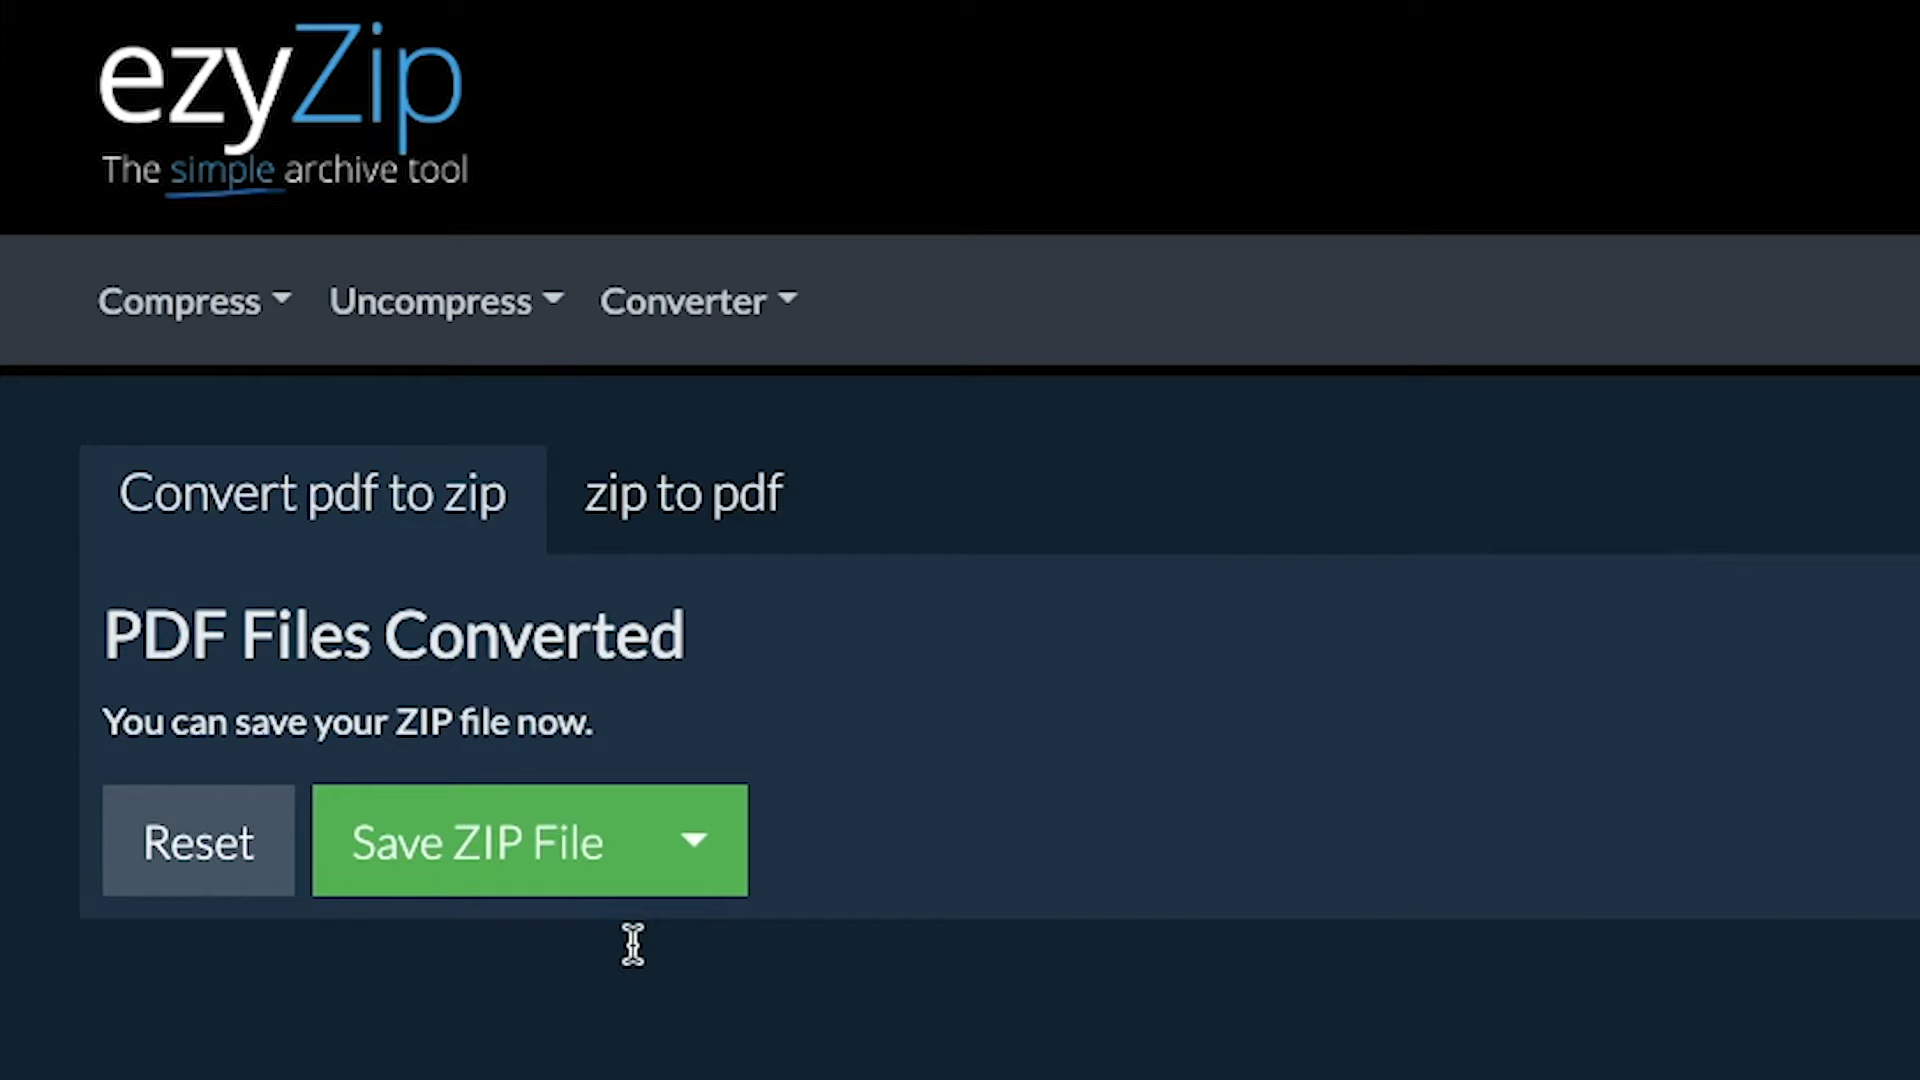 ezyZip
The simple archive tool
Compress Uncompress Converter
Convert pdf to zip zip to pdf
PDF Files Converted
You can save your ZIP file now.
Reset Save ZIP File